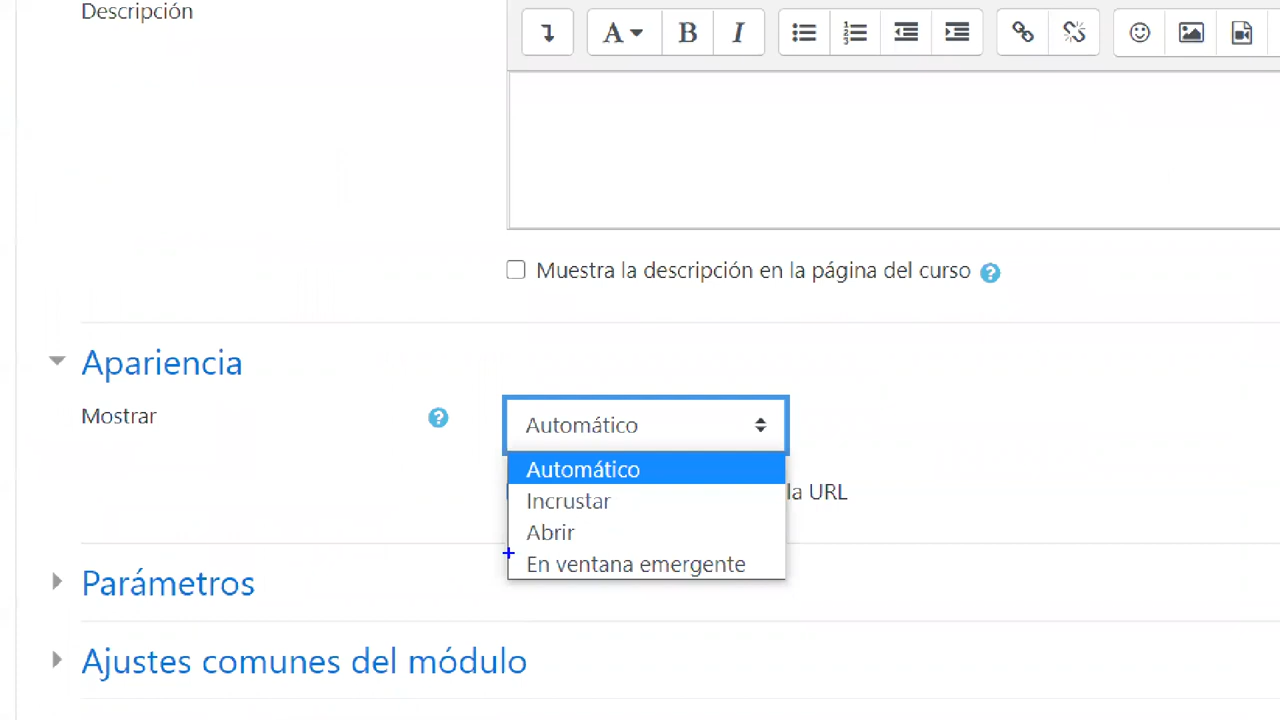 Descripción
A B I
Muestra la descripción en la página del curso ?
Apariencia
Mostrar ? Automático
Automático
Incrustar
la URL
Abrir
En ventana emergente
Parámetros
Ajustes comunes del módulo